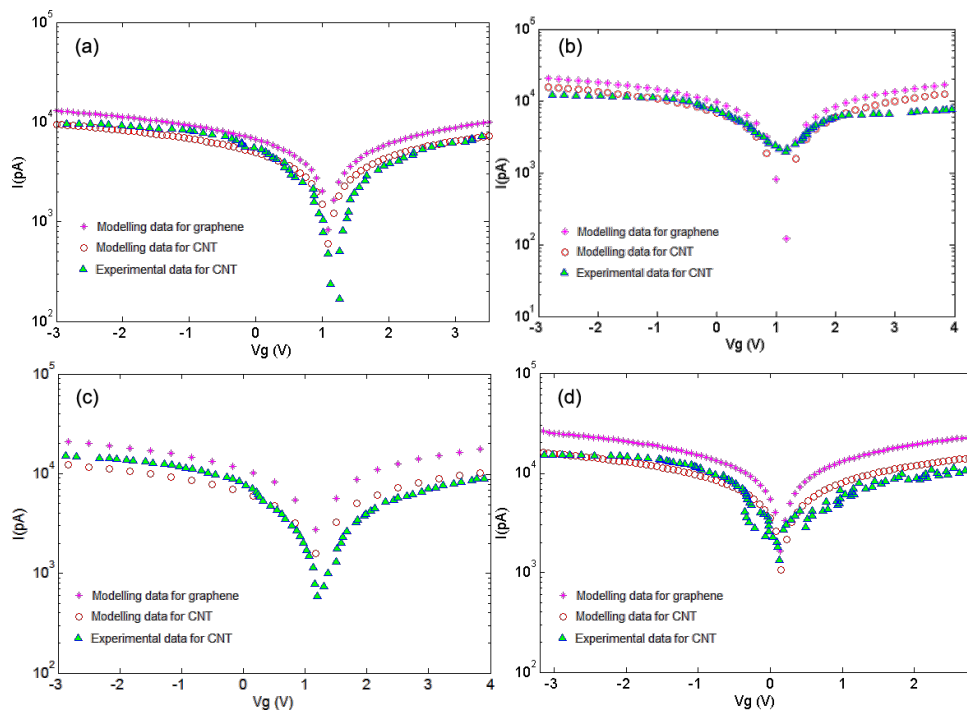 (a)
10^5
10^4
10^3
10^2
I(pA)
Modelling data for graphene
Modelling data for CNT
Experimental data for CNT
-3 -2 -1 0 1 2 3
Vg (V)
(b)
10^5
10^4
10^3
10^2
10^1
I(pA)
Modelling data for graphene
Modelling data for CNT
Experimental data for CNT
-3 -2 -1 0 1 2 3 4
Vg (V)
(c)
10^5
10^4
10^3
10^2
I(pA)
Modelling data for graphene
Modelling data for CNT
Experimental data for CNT
-3 -2 -1 0 1 2 3 4
Vg (V)
(d)
10^5
10^4
10^3
10^2
I(pA)
Modelling data for graphene
Modelling data for CNT
Experimental data for CNT
-3 -2 -1 0 1 2
Vg (V)